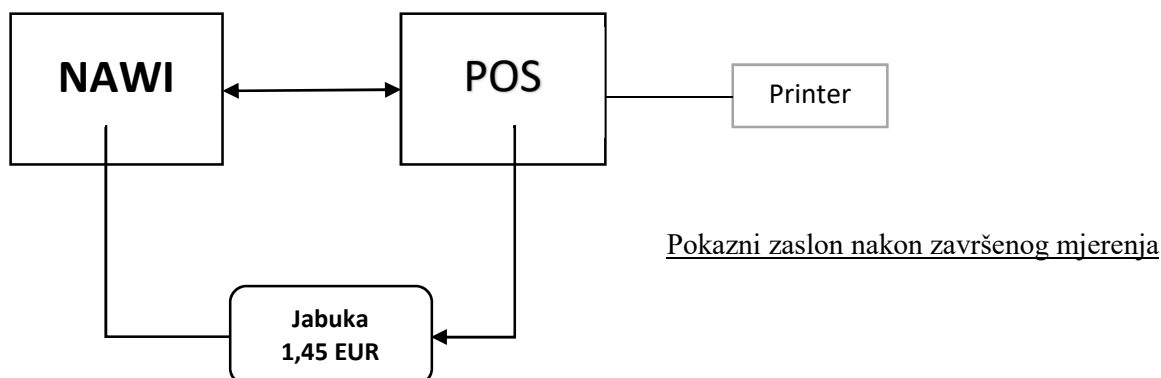 NAWI
POS
Printer
Pokazni zaslon nakon završenog mjerenja
Jabuka
1,45 EUR